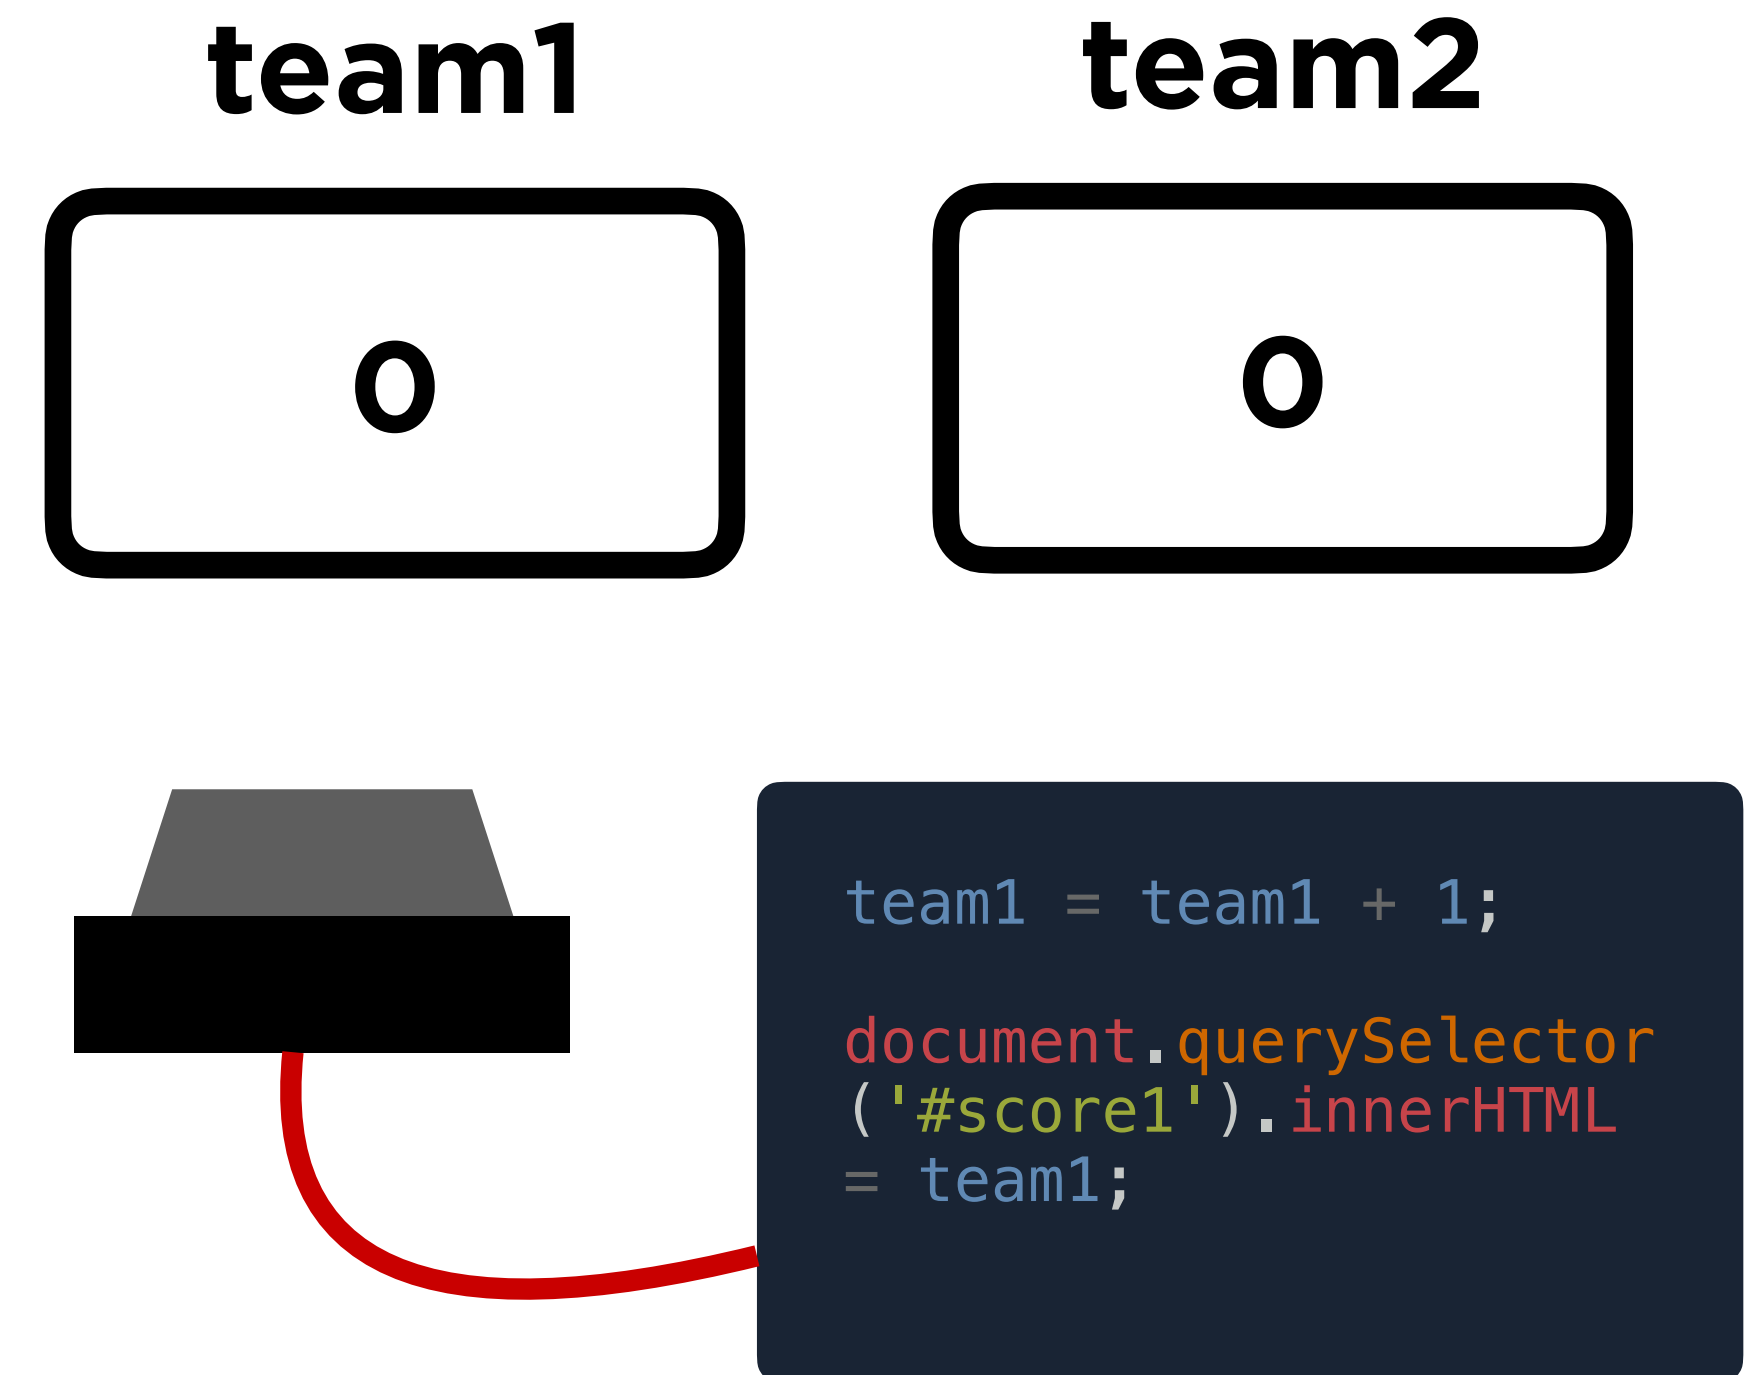 team1
team2
0
0
team1 = team1 + 1;
document.querySelector
('#score1').innerHTML
= team1;